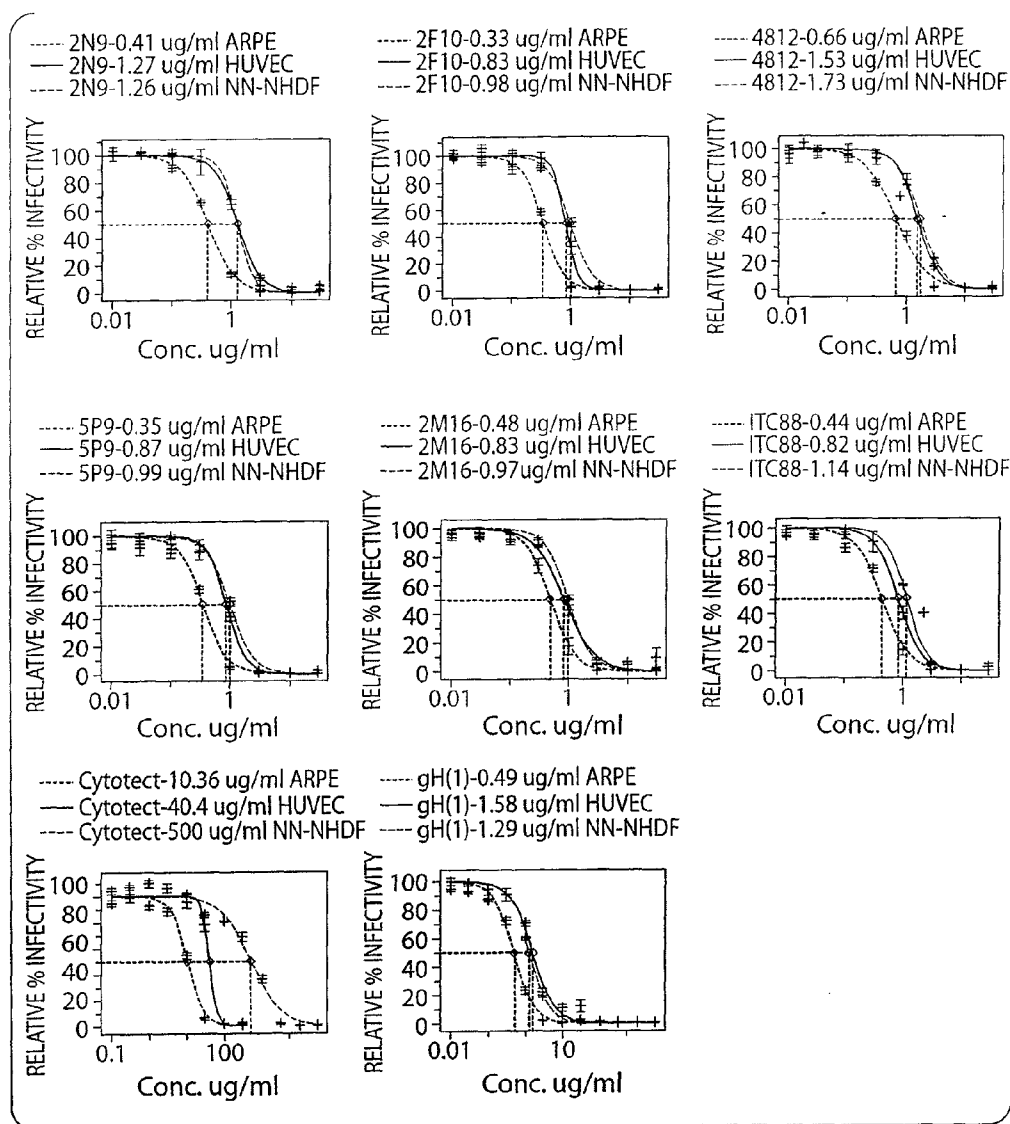 2N9-0.41 ug/ml ARPE
2N9-1.27 ug/ml HUVEC
2N9-1.26 ug/ml NN-NHDF
RELATIVE % INFECTIVITY
100
80
60
40
20
0
0.01
1
Conc. ug/ml
2F10-0.33 ug/ml ARPE
2F10-0.83 ug/ml HUVEC
2F10-0.98 ug/ml NN-NHDF
RELATIVE % INFECTIVITY
100
80
60
40
20
0
0.01
1
Conc. ug/ml
4812-0.66 ug/ml ARPE
4812-1.53 ug/ml HUVEC
4812-1.73 ug/ml NN-NHDF
RELATIVE % INFECTIVITY
100
80
60
40
20
0
0.01
1
Conc. ug/ml
5P9-0.35 ug/ml ARPE
5P9-0.87 ug/ml HUVEC
5P9-0.99 ug/ml NN-NHDF
RELATIVE % INFECTIVITY
100
80
60
40
20
0
0.01
1
Conc. ug/ml
2M16-0.48 ug/ml ARPE
2M16-0.83 ug/ml HUVEC
2M16-0.97ug/ml NN-NHDF
RELATIVE % INFECTIVITY
100
80
60
40
20
0
0.01
1
Conc. ug/ml
ITC88-0.44 ug/ml ARPE
ITC88-0.82 ug/ml HUVEC
ITC88-1.14 ug/ml NN-NHDF
RELATIVE % INFECTIVITY
100
80
60
40
20
0
0.01
1
Conc. ug/ml
Cytotect-10.36 ug/ml ARPE
Cytotect-40.4 ug/ml HUVEC
Cytotect-500 ug/ml NN-NHDF
RELATIVE % INFECTIVITY
100
80
60
40
20
0
0.1
100
Conc. ug/ml
gH(1)-0.49 ug/ml ARPE
gH(1)-1.58 ug/ml HUVEC
gH(1)-1.29 ug/ml NN-NHDF
RELATIVE % INFECTIVITY
100
80
60
40
20
0
0.01
10
Conc. ug/ml